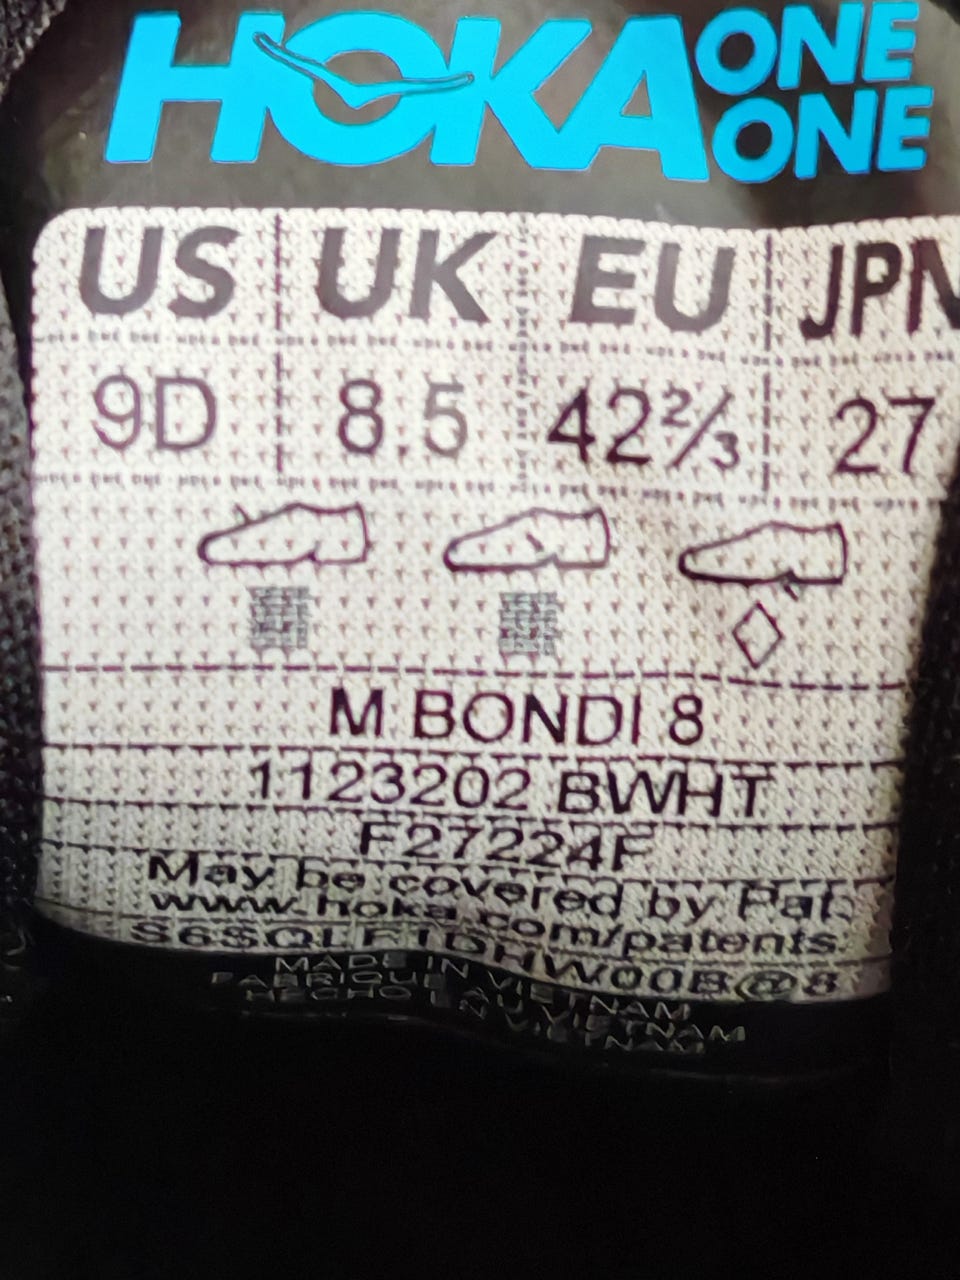 HOKA ONE ONE
US UK EU JPN
9D 8.5 42⅔ 27
M BONDI 8
1123202 BWHT
F27224F
May be covered by Pat.
www.hoka.com/patents.
S6SQLFTDHW00B@8
MADE IN VIETNAM
FABRIQUE AU VIETNAM
HECHO EN VIETNAM